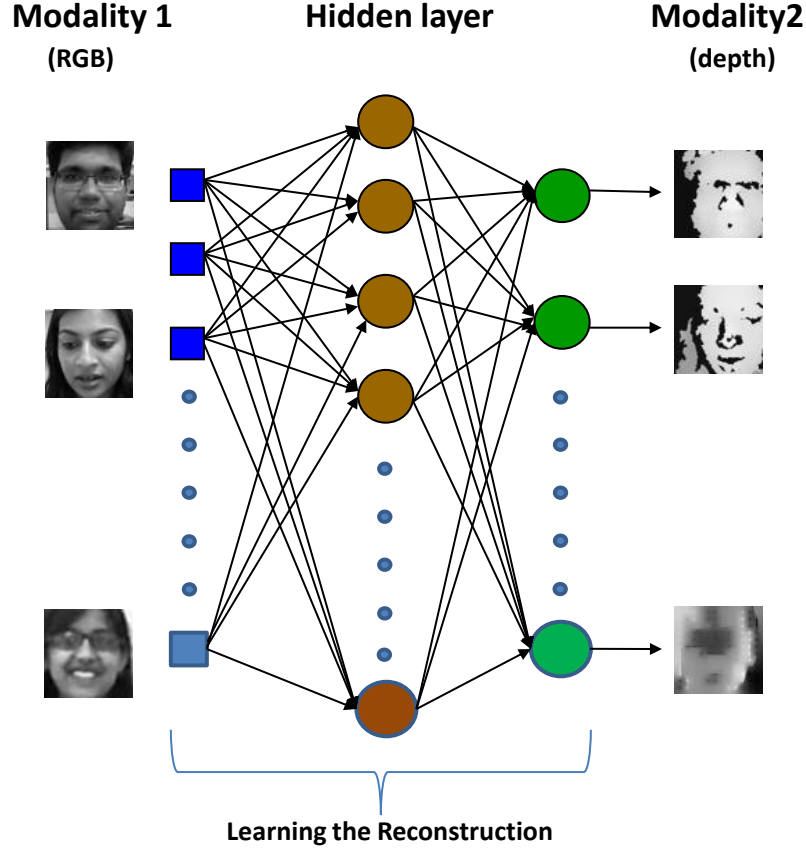 Modality 1 Hidden layer Modality2
(RGB) (depth)
Learning the Reconstruction